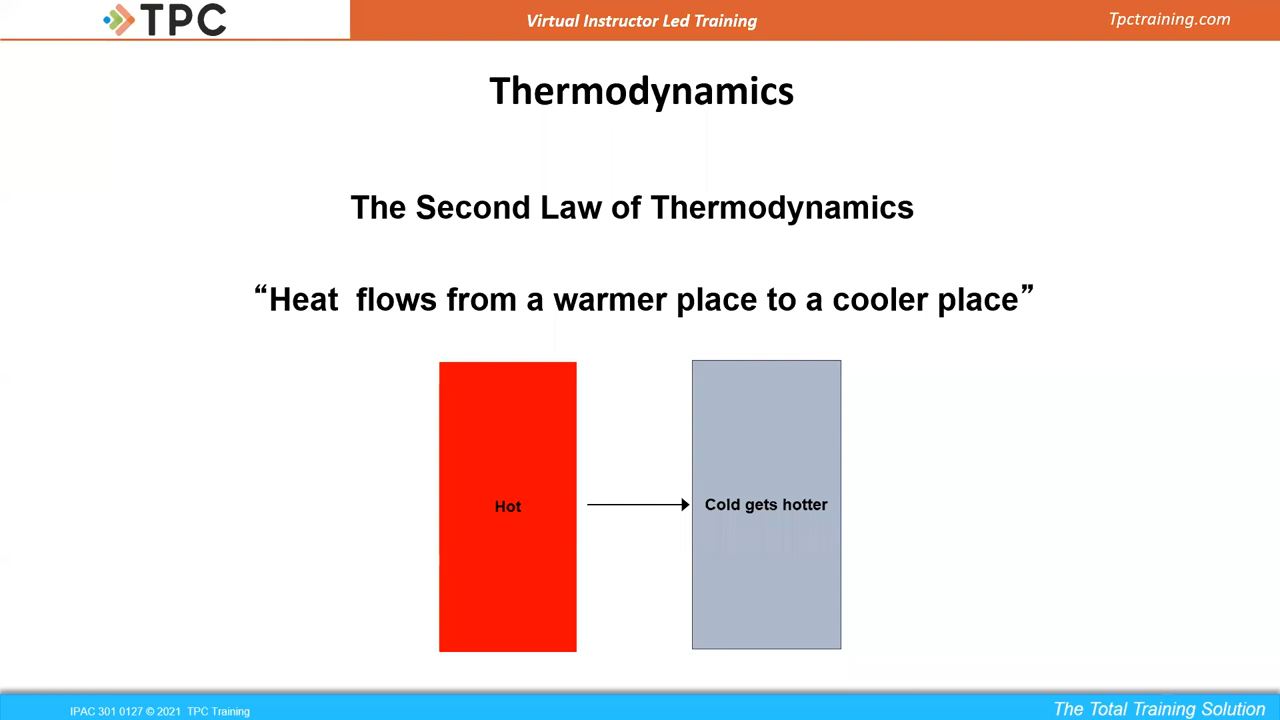 TPC
Virtual Instructor Led Training
Tpctraining.com
Thermodynamics
The Second Law of Thermodynamics
“Heat  flows from a warmer place to a cooler place”
Hot
Cold gets hotter
IPAC 301 0127 © 2021  TPC Training
The Total Training Solution